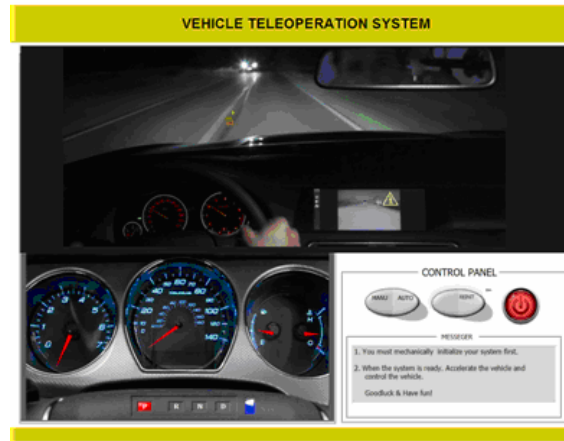 VEHICLE TELEOPERATION SYSTEM
CONTROL PANEL
MANU AUTO
MESSEGER
1. You must mechanically initialize your system first.
2. When the system is ready. Accelerate the vehicle and
control the vehicle.
Goodluck & Have fun!
P R N D